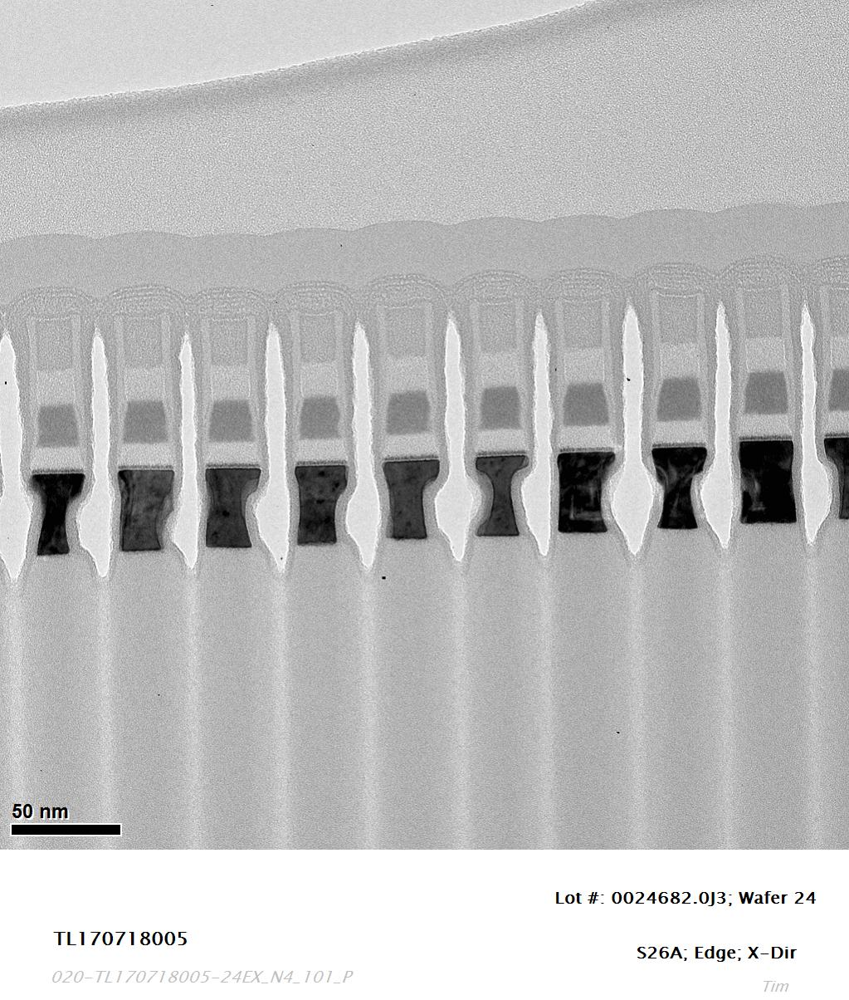 50 nm
Lot #: 0024682.0J3; Wafer 24
TL170718005
S26A; Edge; X-Dir
020-TL170718005-24EX_N4_101_P
Tim